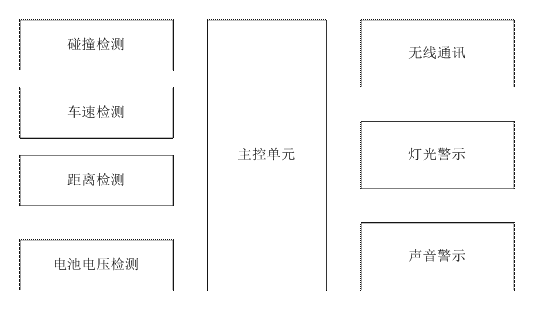 碰撞检测
车速检测
距离检测
电池电压检测
主控单元
无线通讯
灯光警示
声音警示